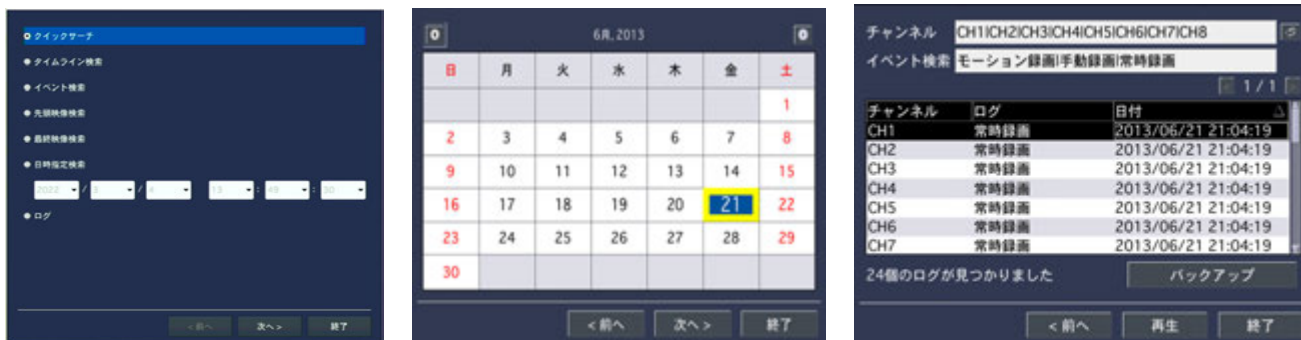 クイックサーチ
タイムライン検索
イベント検索
先頭映像検索
最終映像検索
日時指定検索
2022 / 3 / 4 13 : 49 : 30
ログ
<前へ 次へ> 終了
6月, 2013
日 月 火 水 木 金 土
1
2 3 4 5 6 7 8
9 10 11 12 13 14 15
16 17 18 19 20 21 22
23 24 25 26 27 28 29
30
<前へ 次へ> 終了
チャンネル CH1|CH2|CH3|CH4|CH5|CH6|CH7|CH8
イベント検索 モーション録画|手動録画|常時録画
1 / 1
チャンネル ログ 日付
CH1 常時録画 2013/06/21 21:04:19
CH2 常時録画 2013/06/21 21:04:19
CH3 常時録画 2013/06/21 21:04:19
CH4 常時録画 2013/06/21 21:04:19
CH5 常時録画 2013/06/21 21:04:19
CH6 常時録画 2013/06/21 21:04:19
CH7 常時録画 2013/06/21 21:04:19
24個のログが見つかりました バックアップ
<前へ 再生 終了